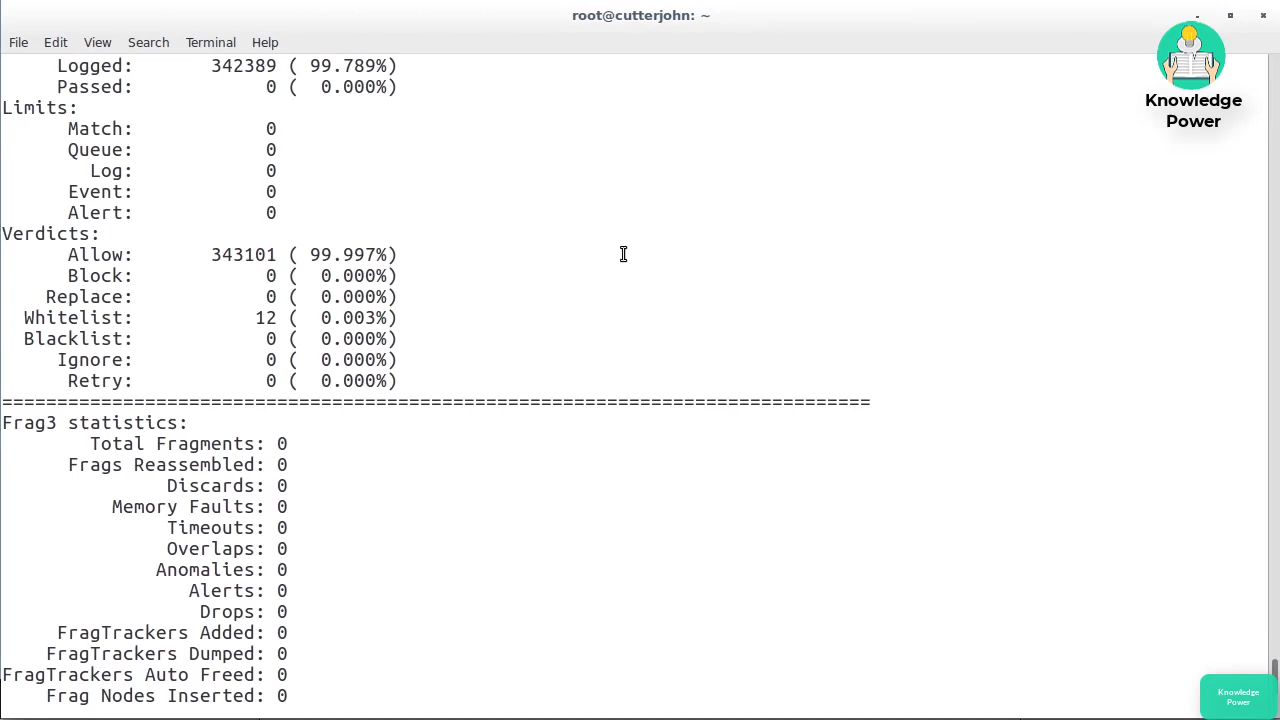 root@cutterjohn: ~
File Edit View Search Terminal Help
Logged: 342389 ( 99.789%)
Passed: 0 ( 0.000%)
Limits:
Match: 0
Queue: 0
Log: 0
Event: 0
Alert: 0
Verdicts:
Allow: 343101 ( 99.997%)
Block: 0 ( 0.000%)
Replace: 0 ( 0.000%)
Whitelist: 12 ( 0.003%)
Blacklist: 0 ( 0.000%)
Ignore: 0 ( 0.000%)
Retry: 0 ( 0.000%)
===============================================================================
Frag3 statistics:
Total Fragments: 0
Frags Reassembled: 0
Discards: 0
Memory Faults: 0
Timeouts: 0
Overlaps: 0
Anomalies: 0
Alerts: 0
Drops: 0
FragTrackers Added: 0
FragTrackers Dumped: 0
FragTrackers Auto Freed: 0
Frag Nodes Inserted: 0
Knowledge
Power
Knowledge
Power